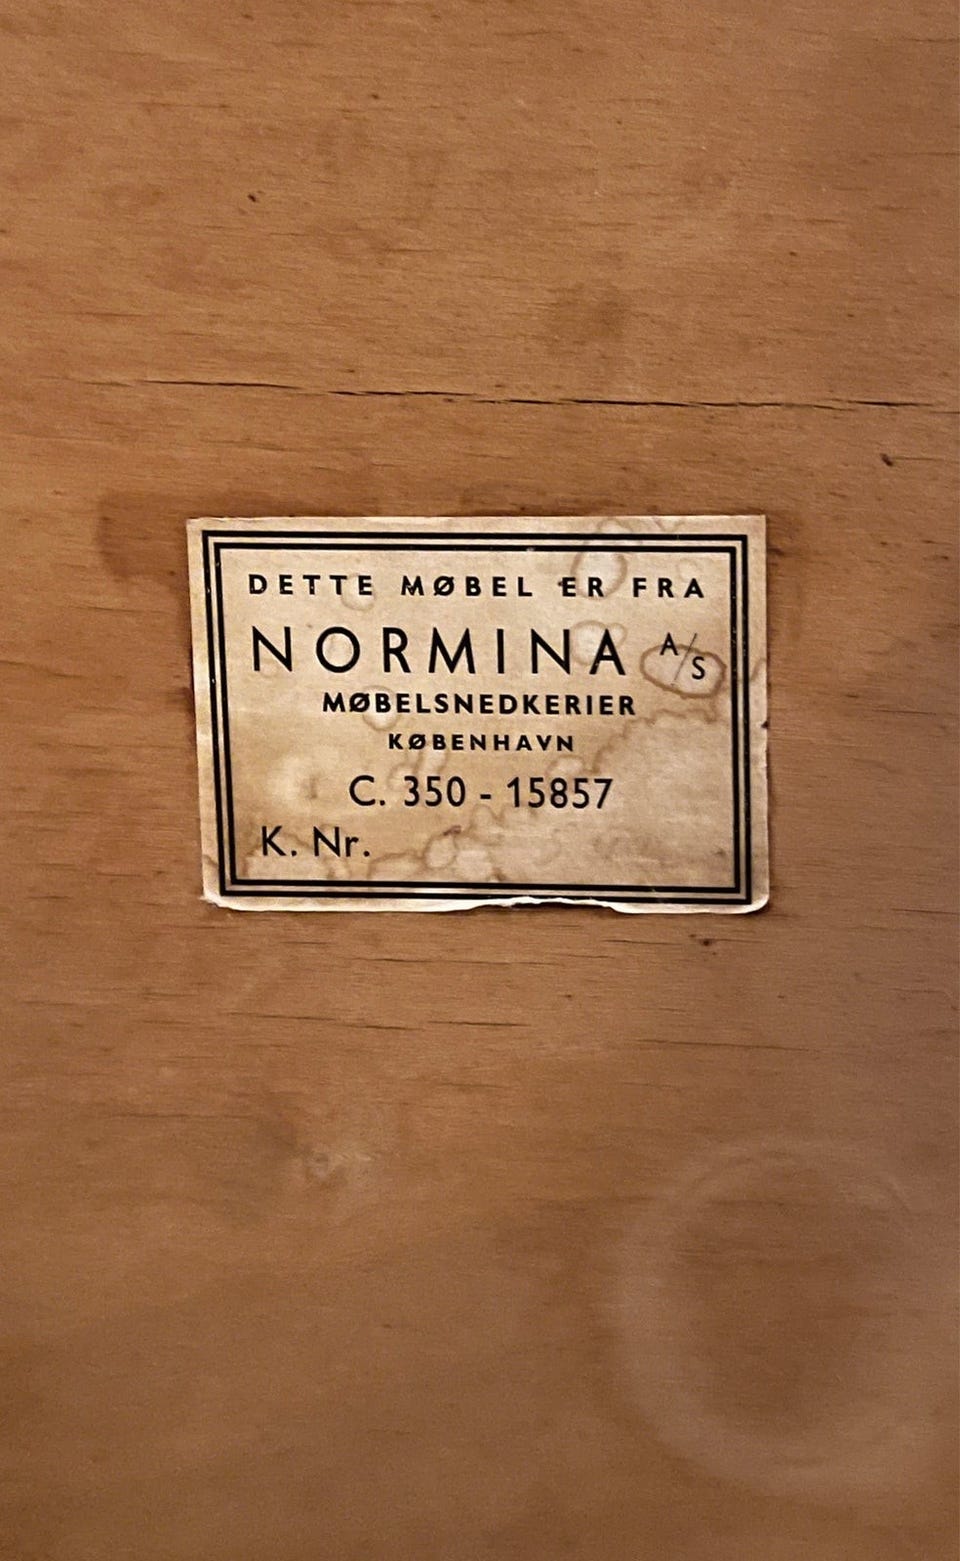 DETTE MØBEL ER FRA
NORMINA A/S
MØBELSNEDKERIER
KØBENHAVN
C. 350 - 15857
K. Nr.